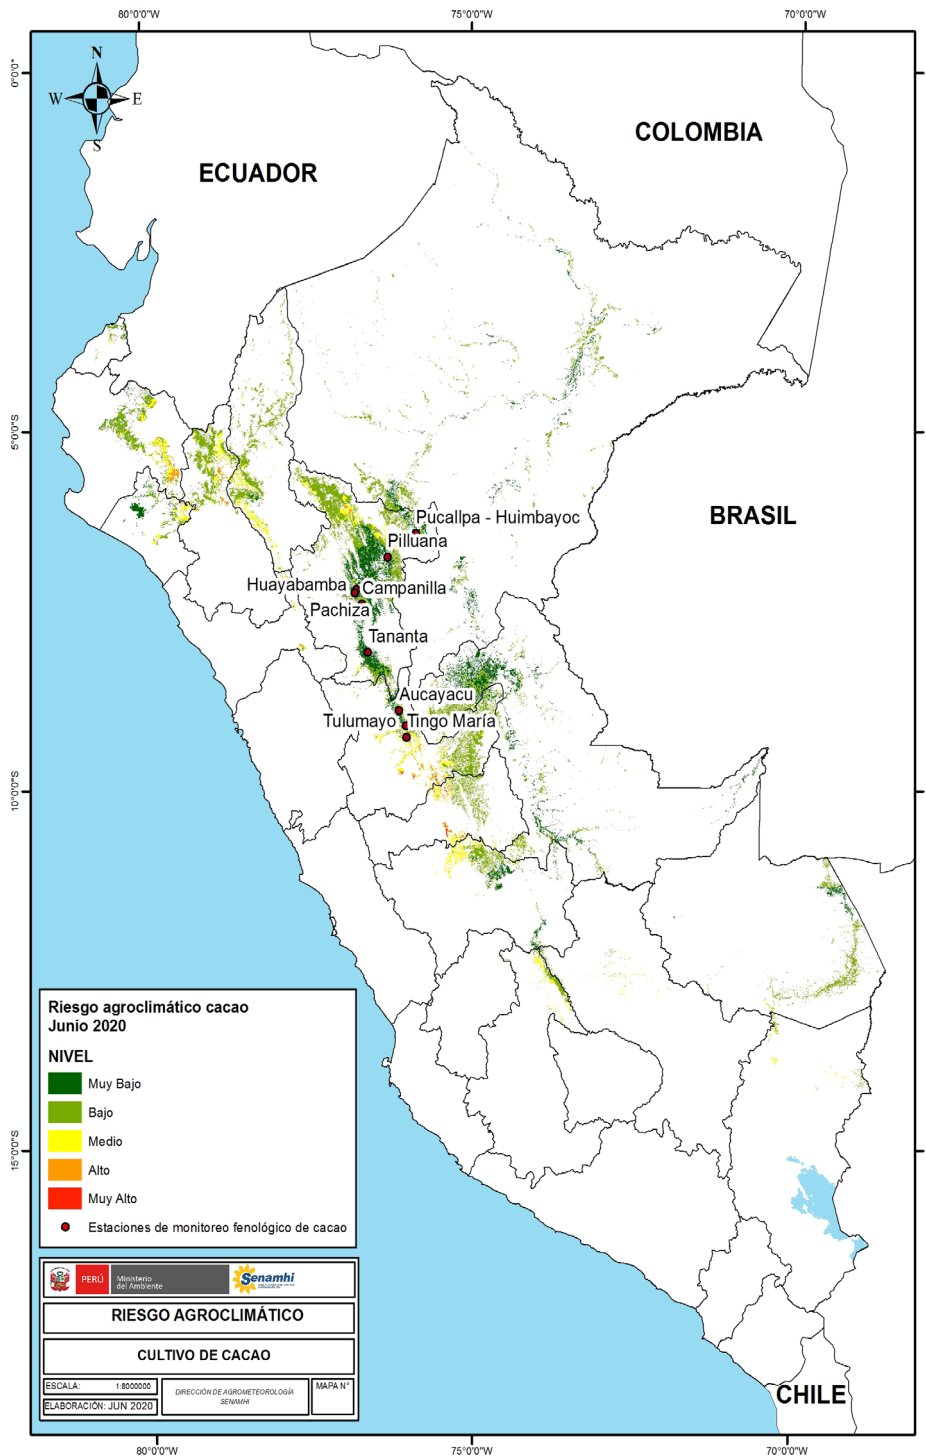 80°0'0"W
75°0'0"W
70°0'0"W
0°0'0"
5°0'0"S
10°0'0"S
15°0'0"S
N
W
E
S
ECUADOR
COLOMBIA
BRASIL
Pucallpa - Huimbayoc
Pilluana
Huayabamba
Campanilla
Pachiza
Tananta
Aucayacu
Tulumayo
Tingo María
CHILE
Riesgo agroclimático cacao
Junio 2020
NIVEL
Muy Bajo
Bajo
Medio
Alto
Muy Alto
Estaciones de monitoreo fenológico de cacao
PERÚ
Ministerio
del Ambiente
Senamhi
RIESGO AGROCLIMÁTICO
CULTIVO DE CACAO
ESCALA: 1:8000000
ELABORACIÓN: JUN 2020
DIRECCIÓN DE AGROMETEOROLOGÍA
SENAMHI
MAPA N°
80°0'0"W
75°0'0"W
70°0'0"W